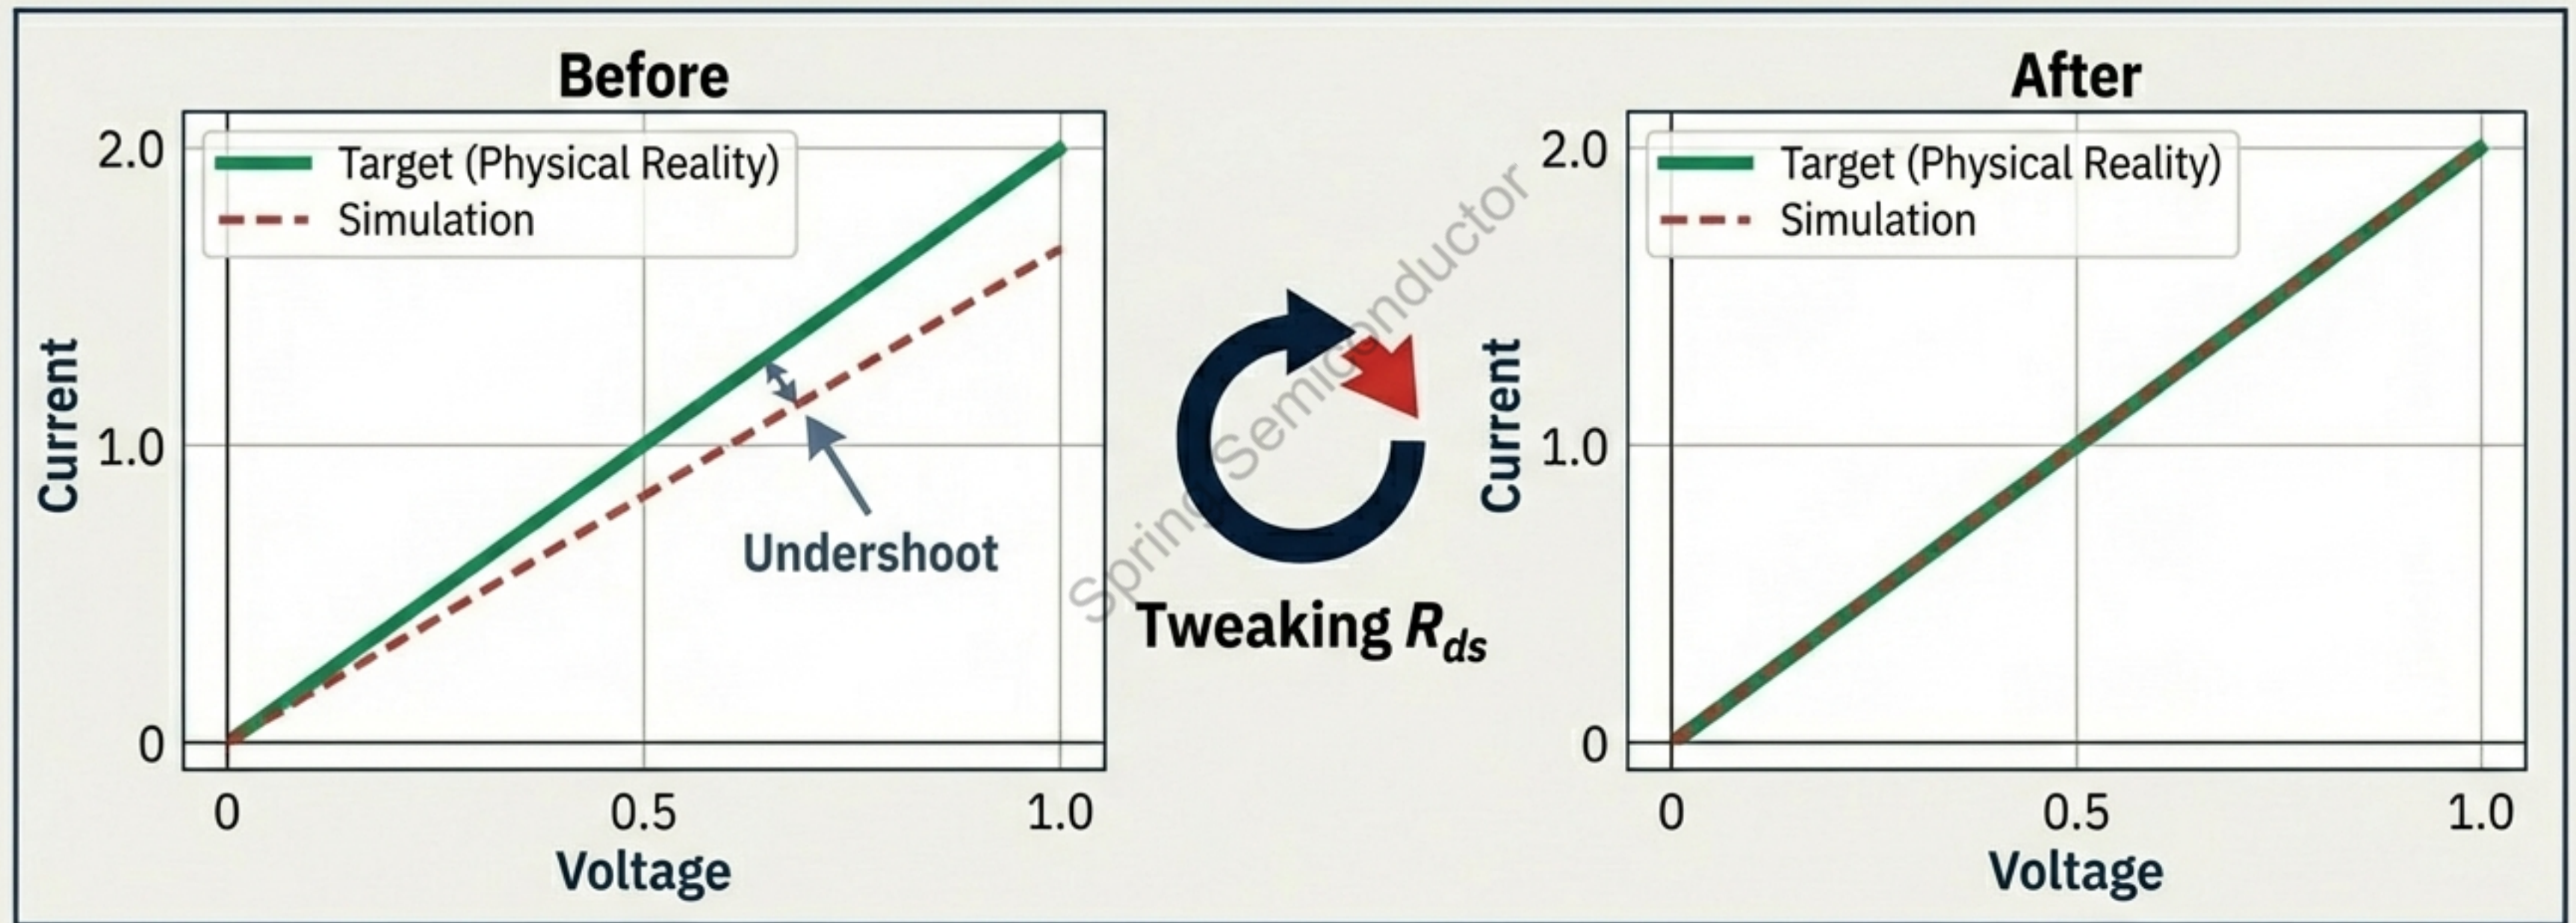 Before
2.0
1.0
0
Current
Target (Physical Reality)
Simulation
Undershoot
0
0.5
1.0
Voltage
Tweaking Rds
Spring Semiconductor
After
2.0
1.0
0
Current
Target (Physical Reality)
Simulation
0
0.5
1.0
Voltage